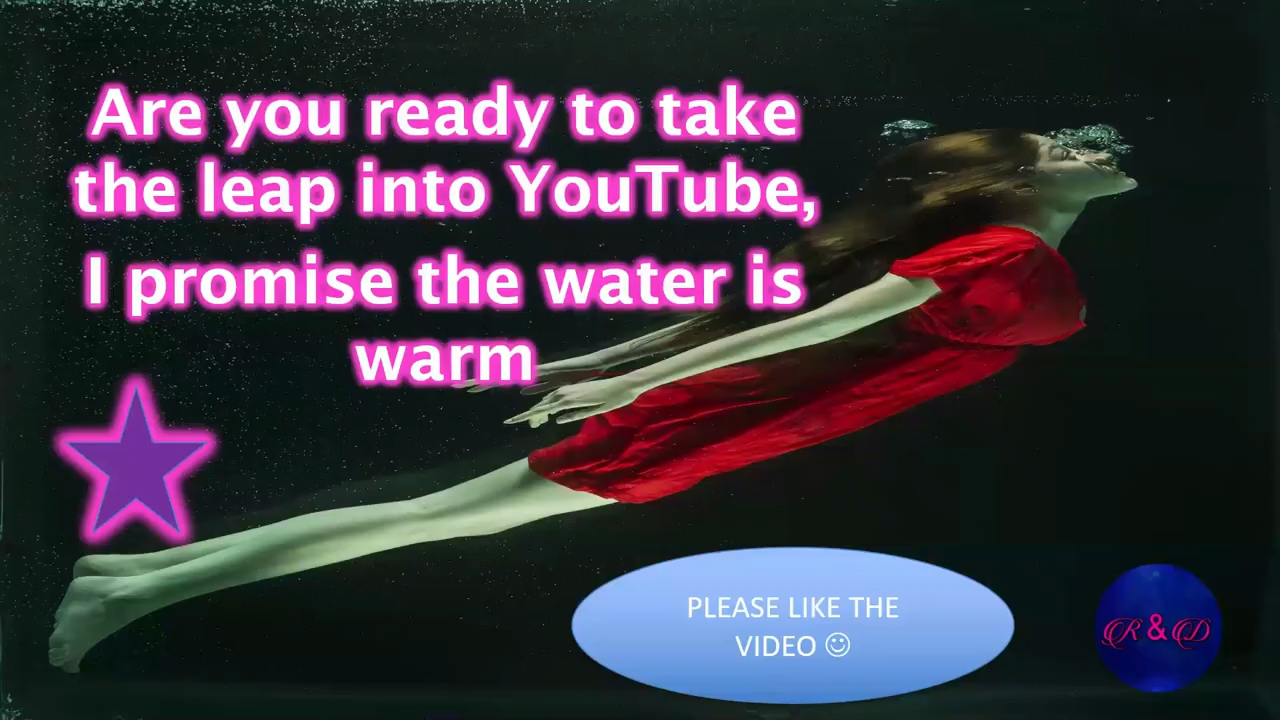 Are you ready to take
the leap into YouTube,
I promise the water is
warm
PLEASE LIKE THE
VIDEO ☺
R & D